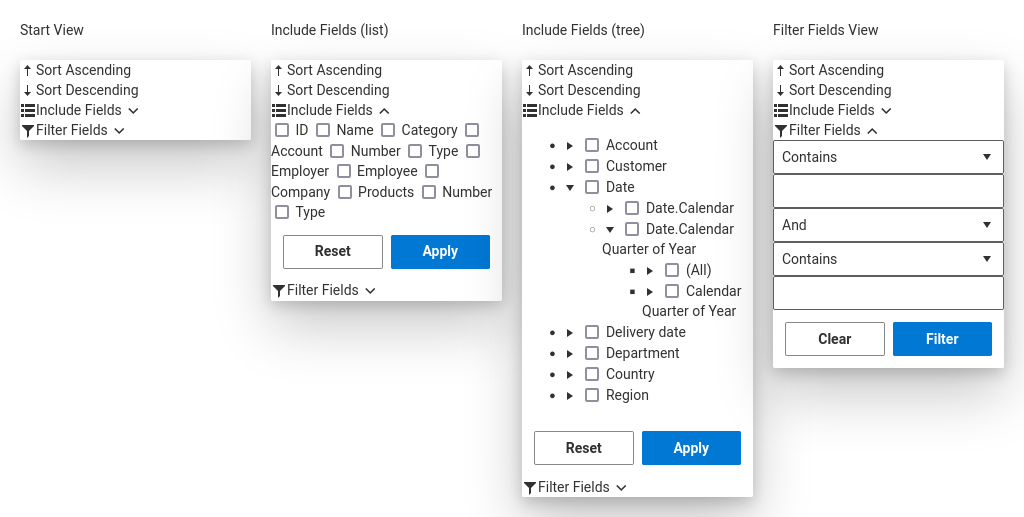 Start View
Sort Ascending
Sort Descending
Include Fields
Filter Fields
Include Fields (list)
Sort Ascending
Sort Descending
Include Fields
ID Name Category
Account Number Type
Employer Employee
Company Products Number
Type
Reset Apply
Filter Fields
Include Fields (tree)
Sort Ascending
Sort Descending
Include Fields
Account
Customer
Date
Date.Calendar
Date.Calendar
Quarter of Year
(All)
Calendar
Quarter of Year
Delivery date
Department
Country
Region
Reset Apply
Filter Fields
Filter Fields View
Sort Ascending
Sort Descending
Include Fields
Filter Fields
Contains
And
Contains
Clear Filter